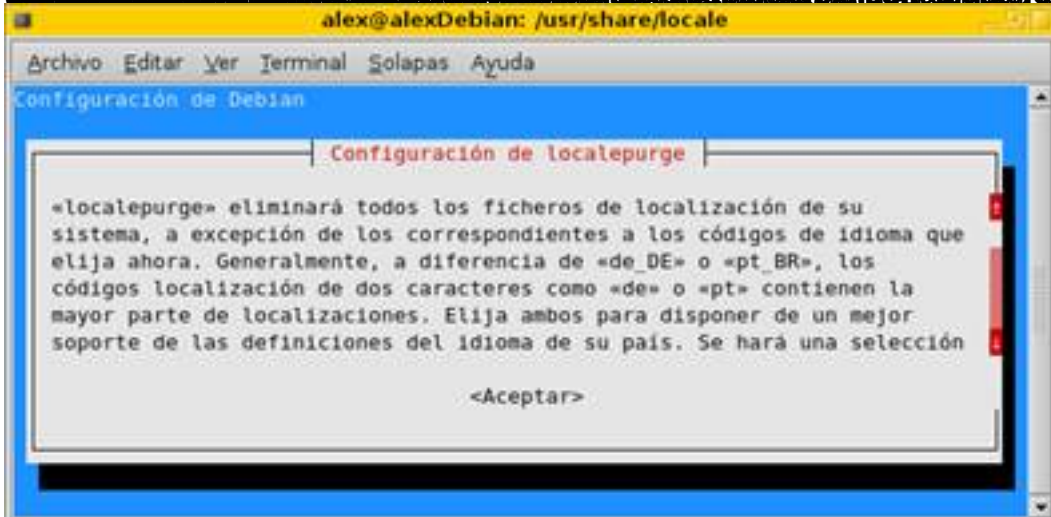 alex@alexDebian: /usr/share/locale
Archivo Editar Ver Terminal Solapas Ayuda
Configuración de Debian
Configuración de localepurge
«localepurge» eliminará todos los ficheros de localización de su
sistema, a excepción de los correspondientes a los códigos de idioma que
elija ahora. Generalmente, a diferencia de «de_DE» o «pt_BR», los
códigos localización de dos caracteres como «de» o «pt» contienen la
mayor parte de localizaciones. Elija ambos para disponer de un mejor
soporte de las definiciones del idioma de su país. Se hará una selección
<Aceptar>